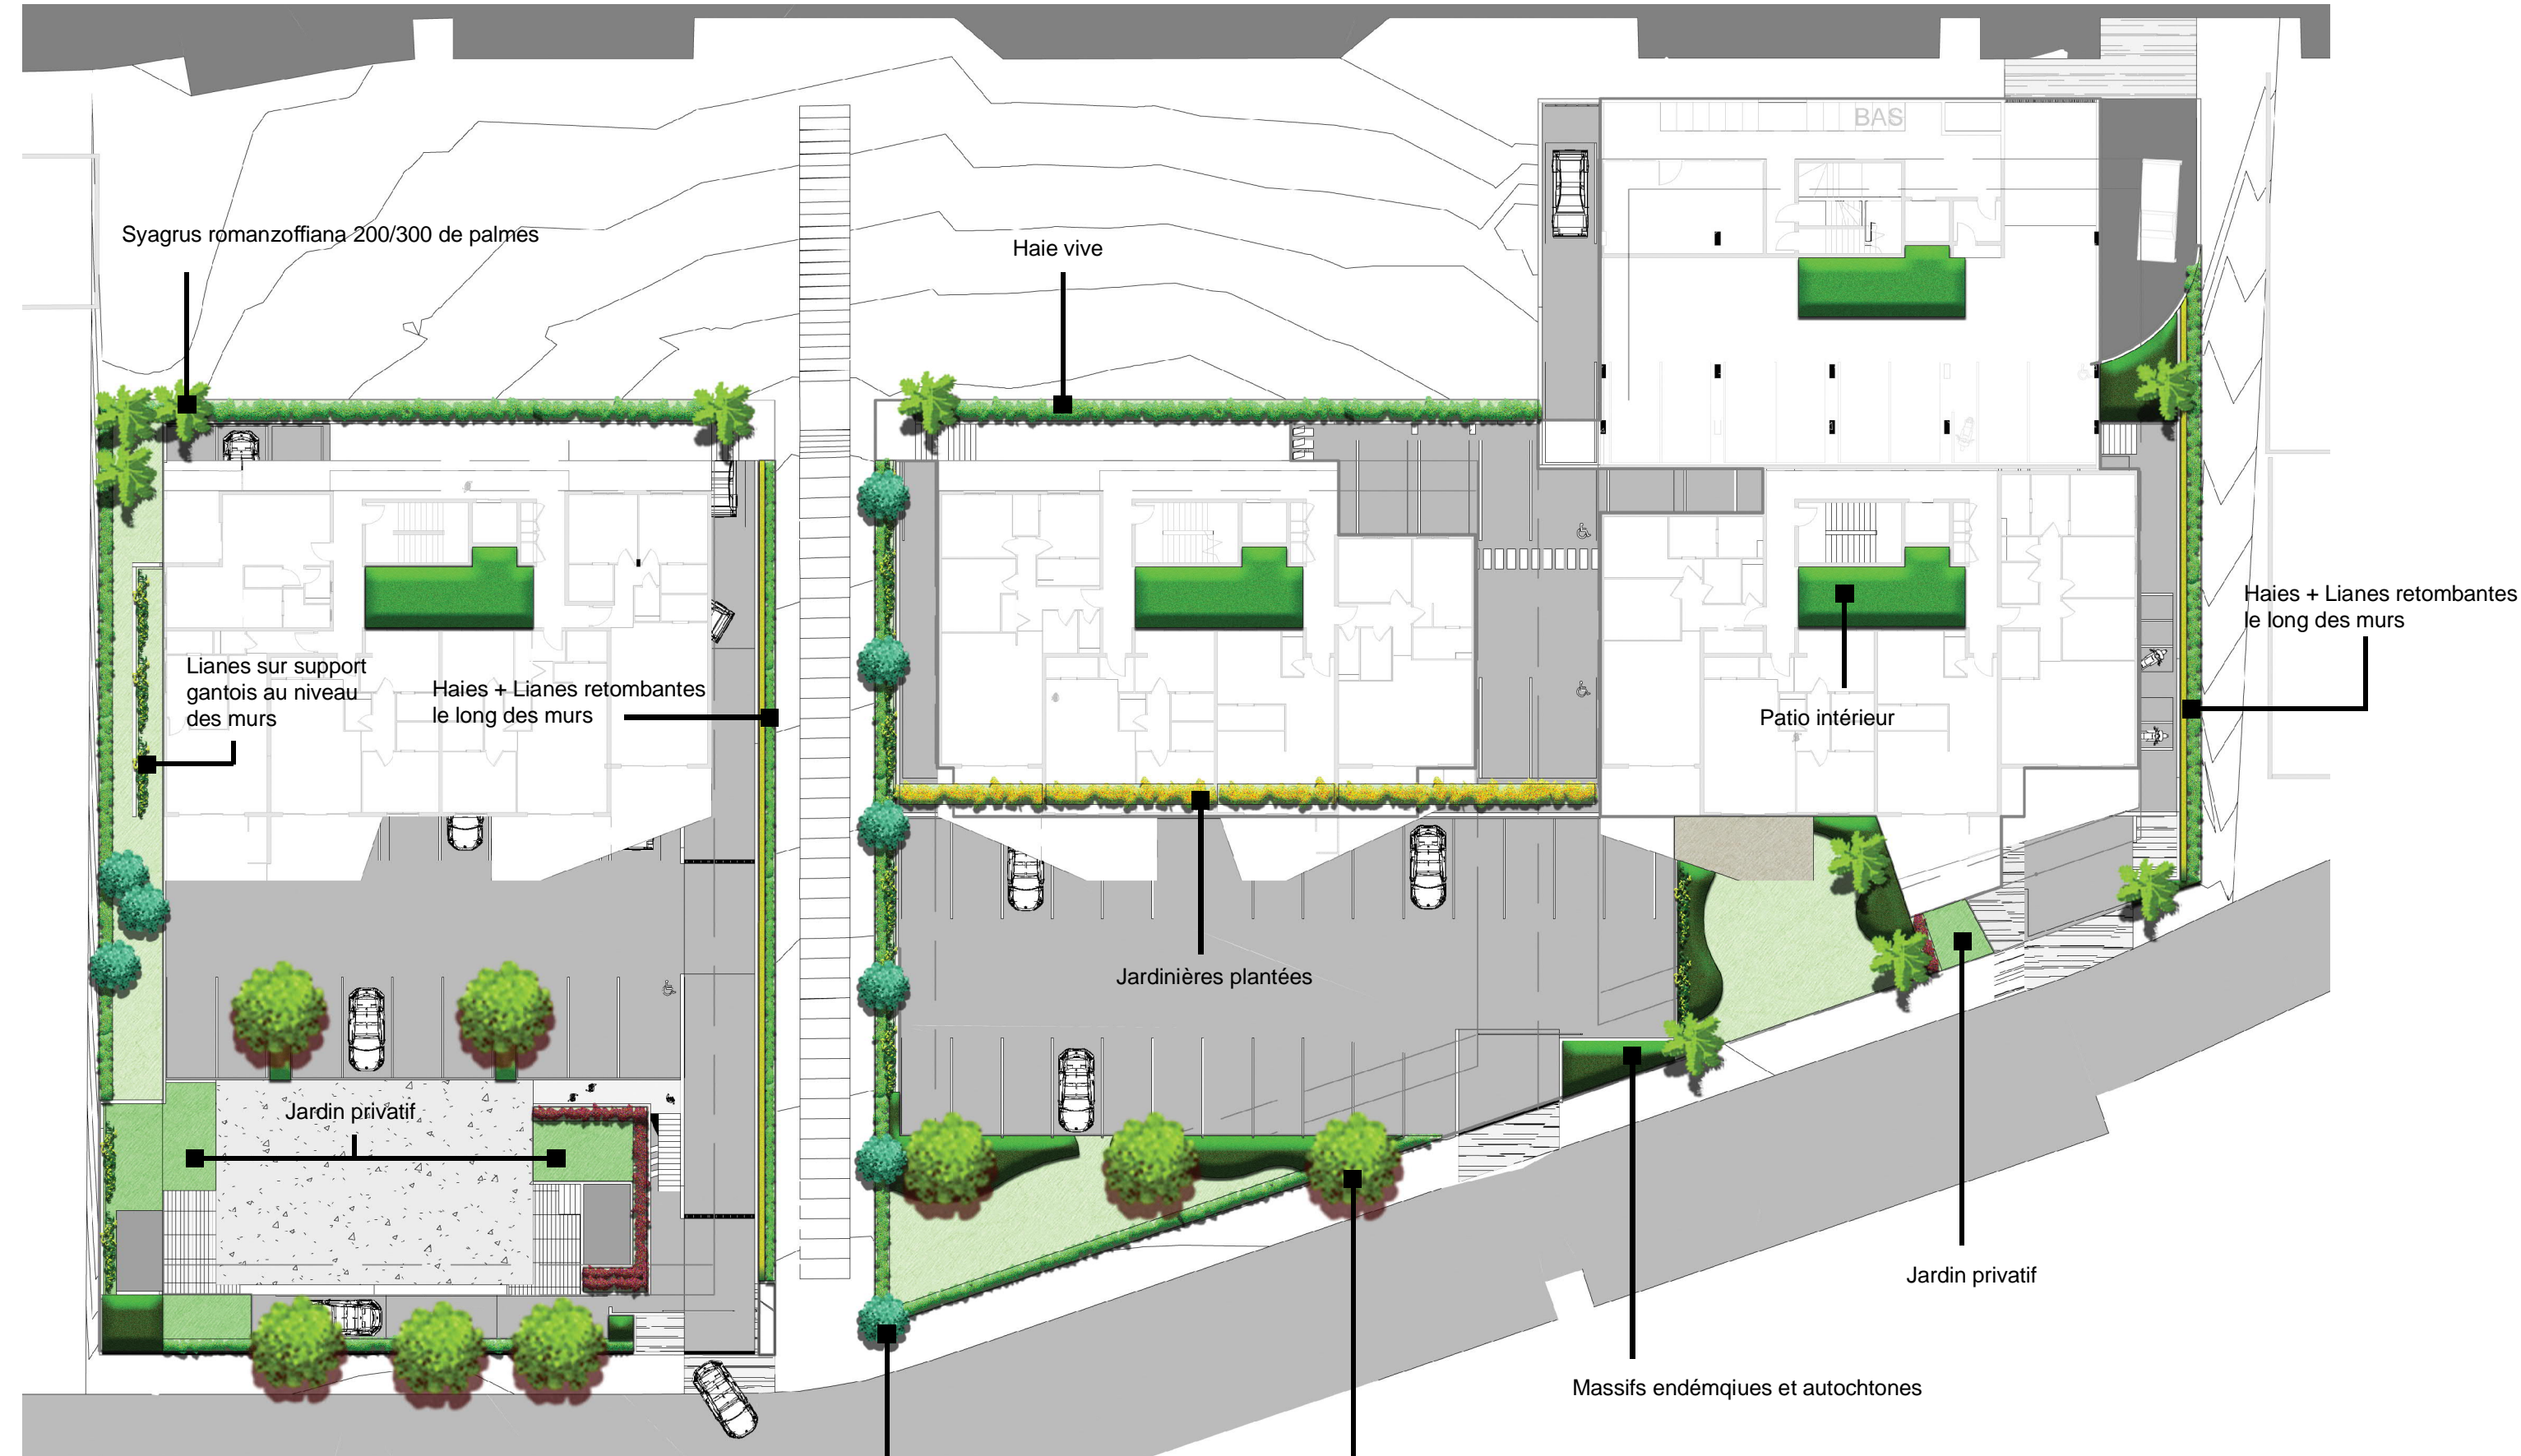 BAS
Syagrus romanzoffiana 200/300 de palmes
Haie vive
Haies + Lianes retombantes
le long des murs
Lianes sur support
gantois au niveau
des murs
Haies + Lianes retombantes
le long des murs
Patio intérieur
Jardinières plantées
Jardin privatif
Jardin privatif
Massifs endémqiues et autochtones